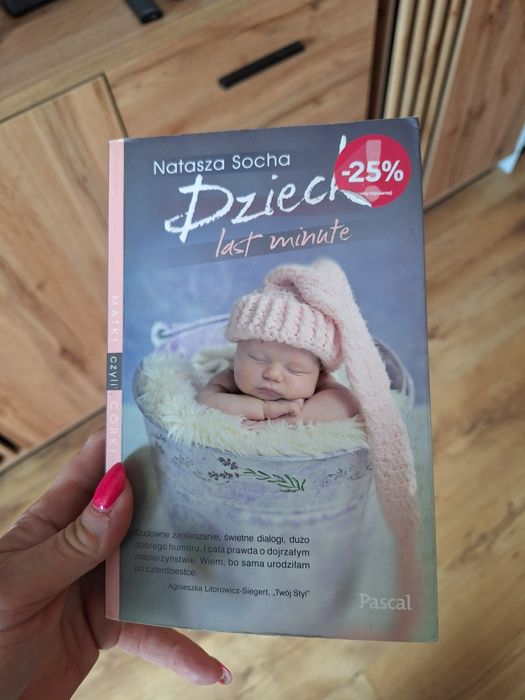 Natasza Socha
Dzieck
-25%
last minute
MATKI czyli CÓRKI
Cudowne zamieszanie, świetne dialogi, dużo
dobrego humoru. I cała prawda o dojrzałym
macierzyństwie. Wiem, bo sama urodziłam
po czterdziestce.
Agnieszka Litorowicz-Siegert, „Twój Styl”
Pascal